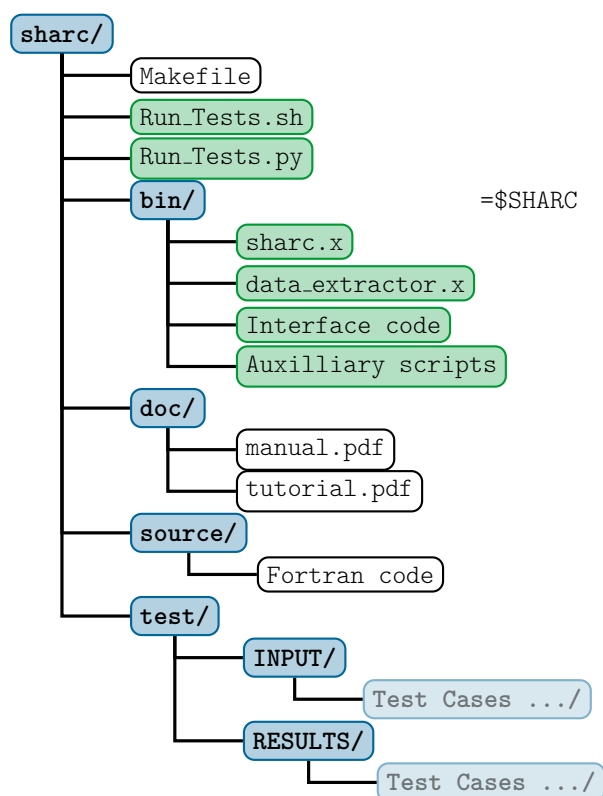 sharc/
Makefile
Run_Tests.sh
Run_Tests.py
bin/ =$SHARC
sharc.x
data_extractor.x
Interface code
Auxilliary scripts
doc/
manual.pdf
tutorial.pdf
source/
Fortran code
test/
INPUT/
Test Cases .../
RESULTS/
Test Cases .../